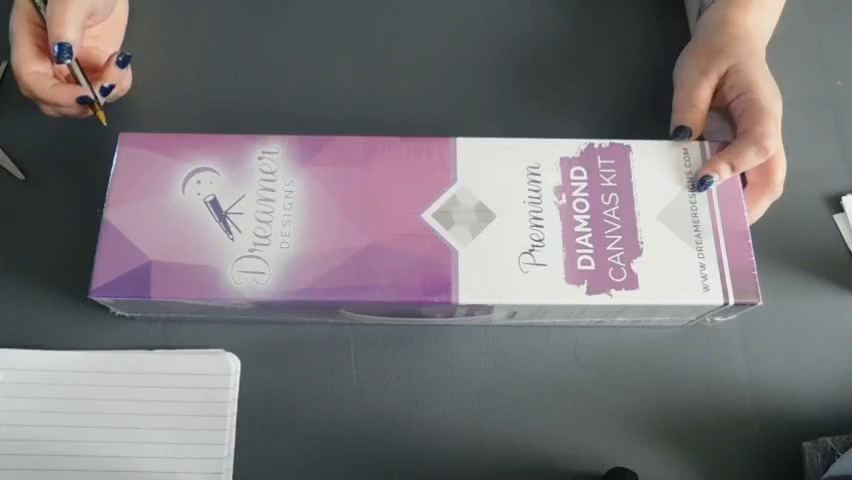 Dreamer
DESIGNS
Premium
DIAMOND
CANVAS KIT
WWW.DREAMERDESIGNS.COM